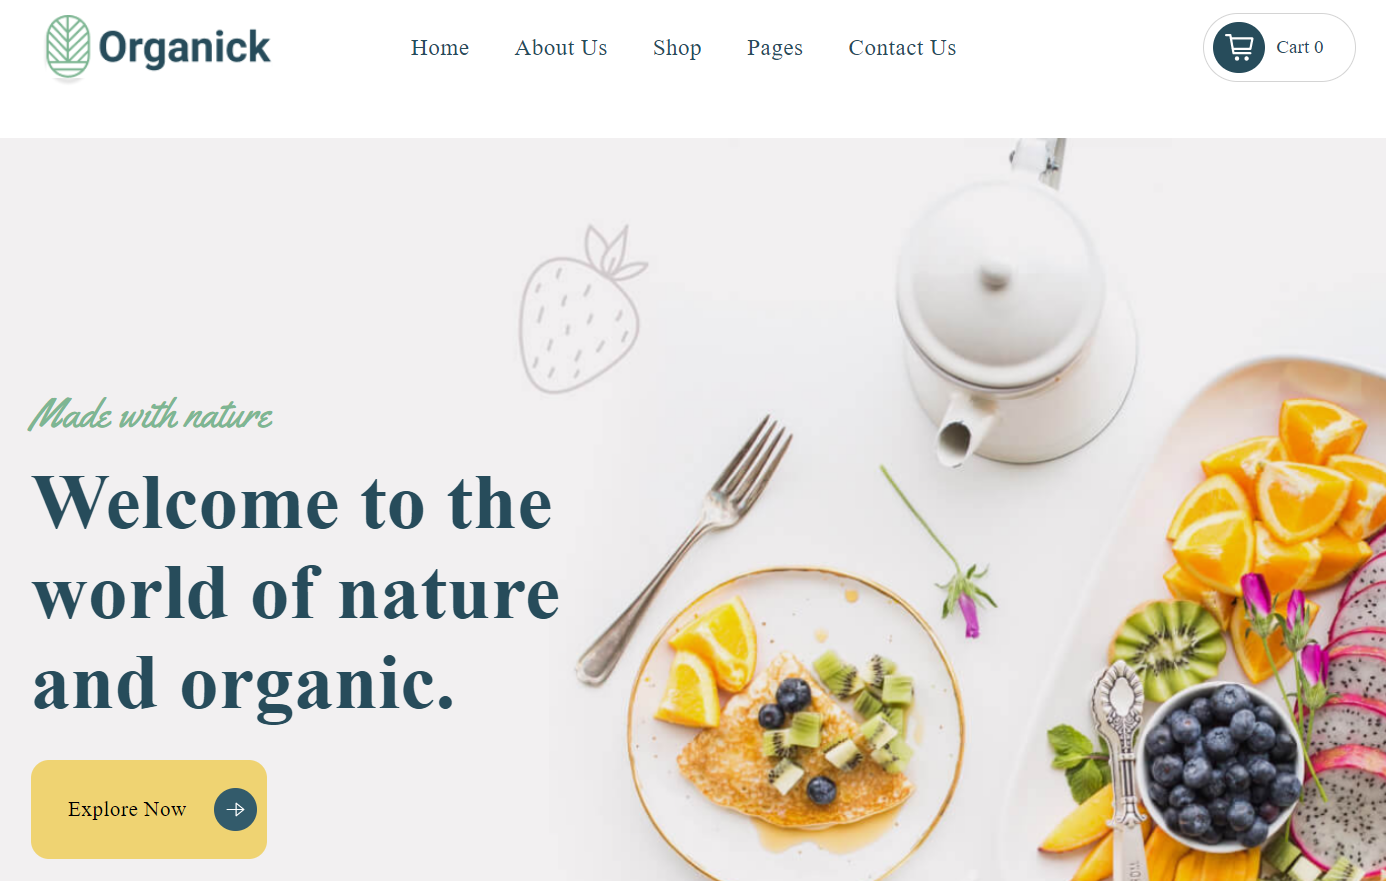 Organick
Home About Us Shop Pages Contact Us
Cart 0
Made with nature
Welcome to the
world of nature
and organic.
Explore Now